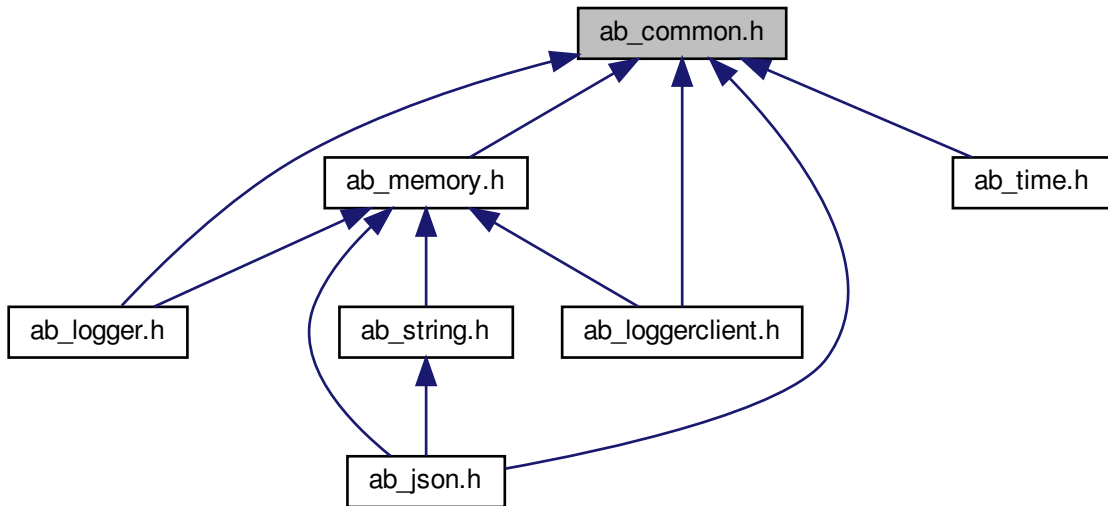 ab_common.h
ab_memory.h
ab_time.h
ab_logger.h
ab_string.h
ab_loggerclient.h
ab_json.h